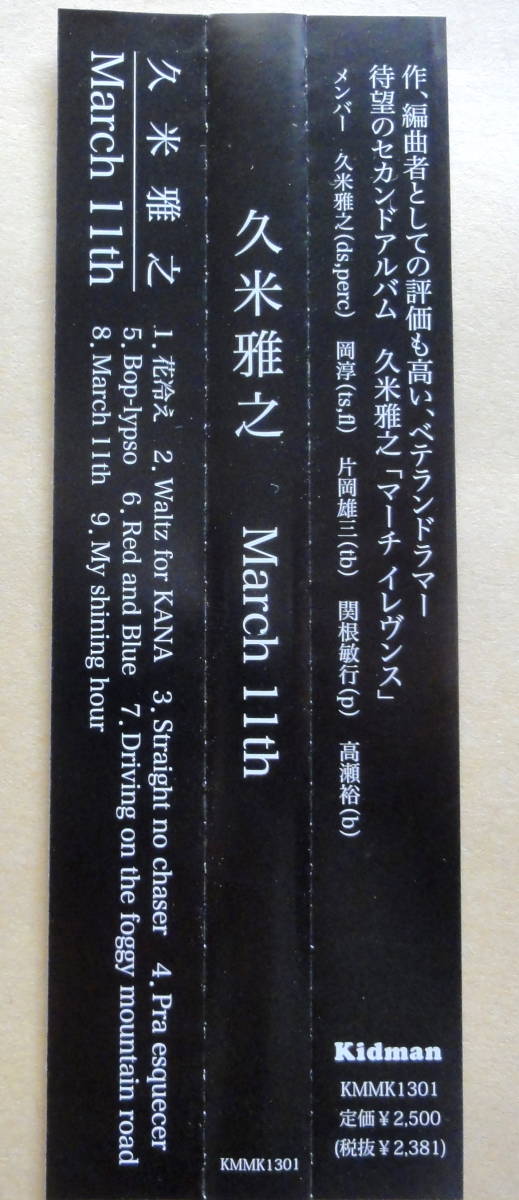 作、編曲者としての評価も高い、ベテランドラマー
待望のセカンドアルバム　久米雅之「マーチ イレヴンス」
メンバー　久米雅之(ds,perc)　岡淳(ts,fl)　片岡雄三(tb)　関根敏行(p)　高瀬裕(b)
Kidman
KMMK1301
定価¥2,500
(税抜¥2,381)
久米雅之　March 11th
KMMK1301
久米雅之
March 11th
1. 花冷え　2. Waltz for KANA　3. Straight no chaser　4. Pra esquecer
5. Bop-lypso　6. Red and Blue　7. Driving on the foggy mountain road
8. March 11th　9. My shining hour